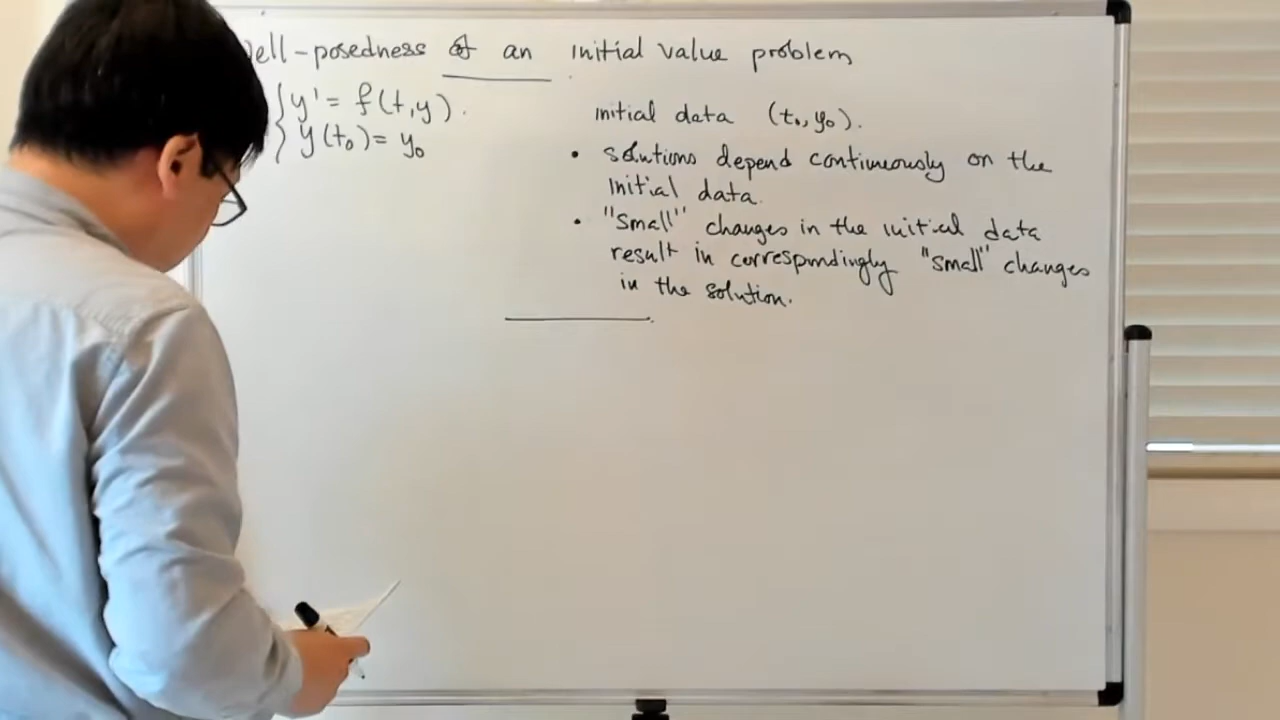 ell-posedness of an initial value problem
y' = f(t,y).
y(t₀) = y₀
initial data (t₀, y₀).
• solutions depend continueously on the
initial data.
• "small" changes in the initial data
result in correspondingly "small" changes
in the solution.